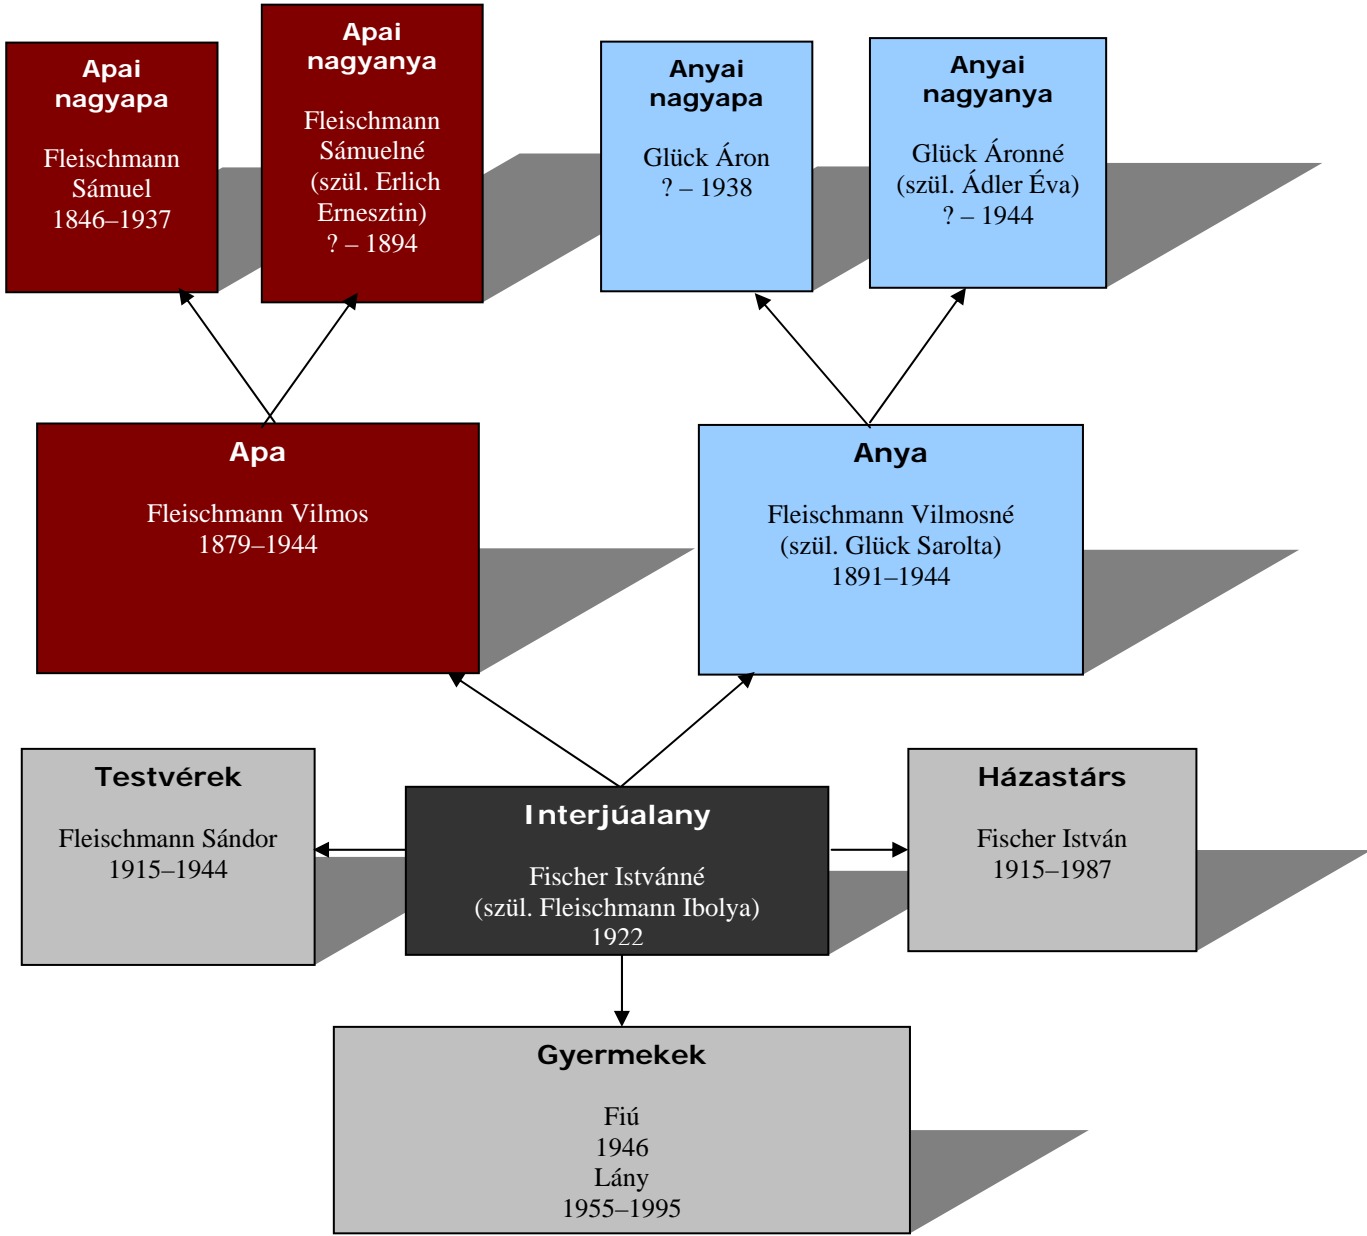 Apai
nagyapa
Fleischmann
Sámuel
1846–1937
Apai
nagyanya
Fleischmann
Sámuelné
(szül. Erlich
Ernesztin)
? – 1894
Anyai
nagyapa
Glück Áron
? – 1938
Anyai
nagyanya
Glück Áronné
(szül. Ádler Éva)
? – 1944
Apa
Fleischmann Vilmos
1879–1944
Anya
Fleischmann Vilmosné
(szül. Glück Sarolta)
1891–1944
Testvérek
Fleischmann Sándor
1915–1944
Interjúalany
Fischer Istvánné
(szül. Fleischmann Ibolya)
1922
Házastárs
Fischer István
1915–1987
Gyermekek
Fiú
1946
Lány
1955–1995